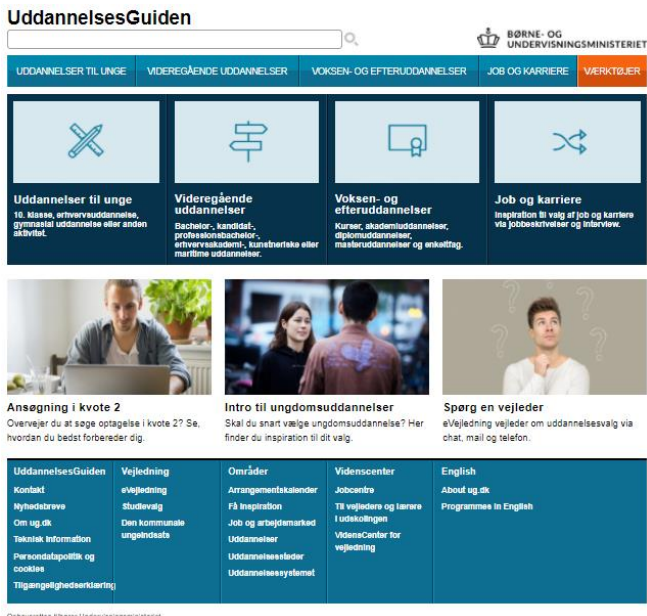 UddannelsesGuiden
BØRNE- OG
UNDERVISNINGSMINISTERIET
UDDANNELSER TIL UNGE
VIDEREGÅENDE UDDANNELSER
VOKSEN- OG EFTERUDDANNELSER
JOB OG KARRIERE
VÆRKTØJER
Uddannelser til unge
10. klasse, erhvervsuddannelse,
gymnasial uddannelse eller anden
aktivitet.
Videregående
uddannelser
Bachelor-, kandidat-,
professionsbachelor-,
erhvervsakademi-, kunstneriske eller
maritime uddannelser.
Voksen- og
efteruddannelser
Kurser, akademiuddannelser,
diplomuddannelser,
masteruddannelser og enkeltfag.
Job og karriere
Inspiration til valg af job og karriere
via jobbeskrivelser og interview.
Ansøgning i kvote 2
Overvejer du at søge optagelse i kvote 2? Se,
hvordan du bedst forbereder dig.
Intro til ungdomsuddannelser
Skal du snart vælge ungdomsuddannelse? Her
finder du inspiration til dit valg.
Spørg en vejleder
eVejledning vejleder om uddannelsesvalg via
chat, mail og telefon.
UddannelsesGuiden
Kontakt
Nyhedsbreve
Om ug.dk
Teknisk information
Persondatapolitik og
cookies
Tilgængelighedserklæring
Vejledning
eVejledning
Studievalg
Den kommunale
ungeindsats
Områder
Arrangementskalender
Få inspiration
Job og arbejdsmarked
Uddannelser
Uddannelsessteder
Uddannelsessystemet
Videnscenter
Jobcentre
Til vejledere og lærere
i udskolingen
VidensCenter for
vejledning
English
About ug.dk
Programmes in English